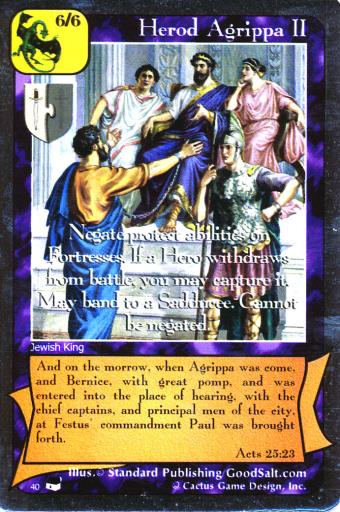 6/6
Herod Agrippa II
Negate protect abilities on
Fortresses. If a Hero withdraws
from battle, you may capture it.
May band to a Sadducee. Cannot
be negated.
Jewish King
And on the morrow, when Agrippa was come,
and Bernice, with great pomp, and was
entered into the place of hearing, with the
chief captains, and principal men of the city,
at Festus' commandment Paul was brought
forth.
Acts 25:23
Illus.© Standard Publishing GoodSalt.com
40
© Cactus Game Design, Inc.